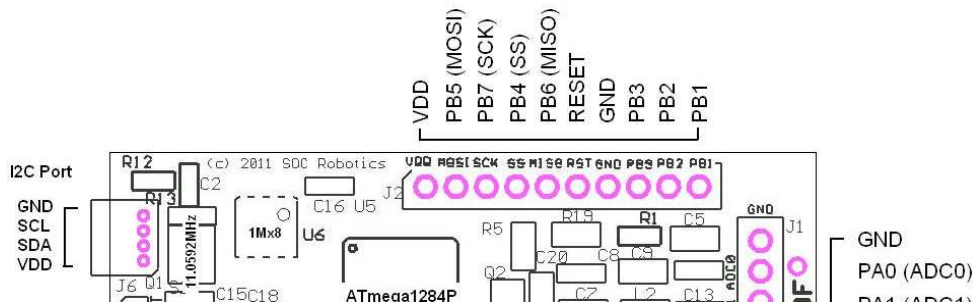 VDD
PB5 (MOSI)
PB7 (SCK)
PB4 (SS)
PB6 (MISO)
RESET
GND
PB3
PB2
PB1
I2C Port
GND
SCL
SDA
VDD
R12
(c) 2011 SOC Robotics
VDD MOSI SCK SS MISO RST GND PB3 PB2 PB1
J2
C2
R13
C16 U5
11.0592MHz
1Mx8
U6
R5
R19
R1
C5
GND
J1
C20
C8
C9
Q2
ADC0
GND
PA0 (ADC0)
PA1 (ADC1)
J6
Q1
C15
C18
ATmega1284P
C7
L2
C13